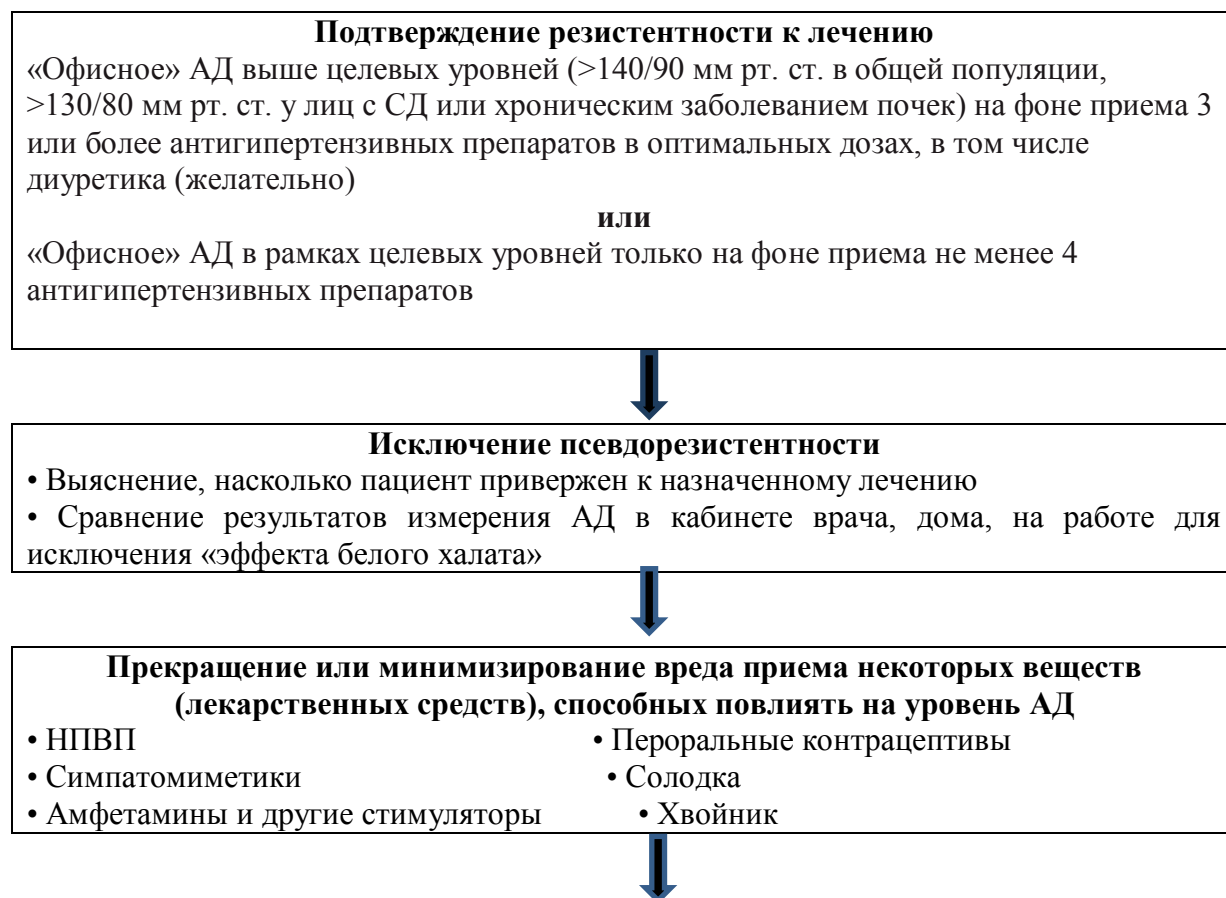 Подтверждение резистентности к лечению
«Офисное» АД выше целевых уровней (>140/90 мм рт. ст. в общей популяции,
>130/80 мм рт. ст. у лиц с СД или хроническим заболеванием почек) на фоне приема 3
или более антигипертензивных препаратов в оптимальных дозах, в том числе
диуретика (желательно)
или
«Офисное» АД в рамках целевых уровней только на фоне приема не менее 4
антигипертензивных препаратов
Исключение псевдорезистентности
• Выяснение, насколько пациент привержен к назначенному лечению
• Сравнение результатов измерения АД в кабинете врача, дома, на работе для
исключения «эффекта белого халата»
Прекращение или минимизирование вреда приема некоторых веществ
(лекарственных средств), способных повлиять на уровень АД
• НПВП • Пероральные контрацептивы
• Симпатомиметики • Солодка
• Амфетамины и другие стимуляторы • Хвойник